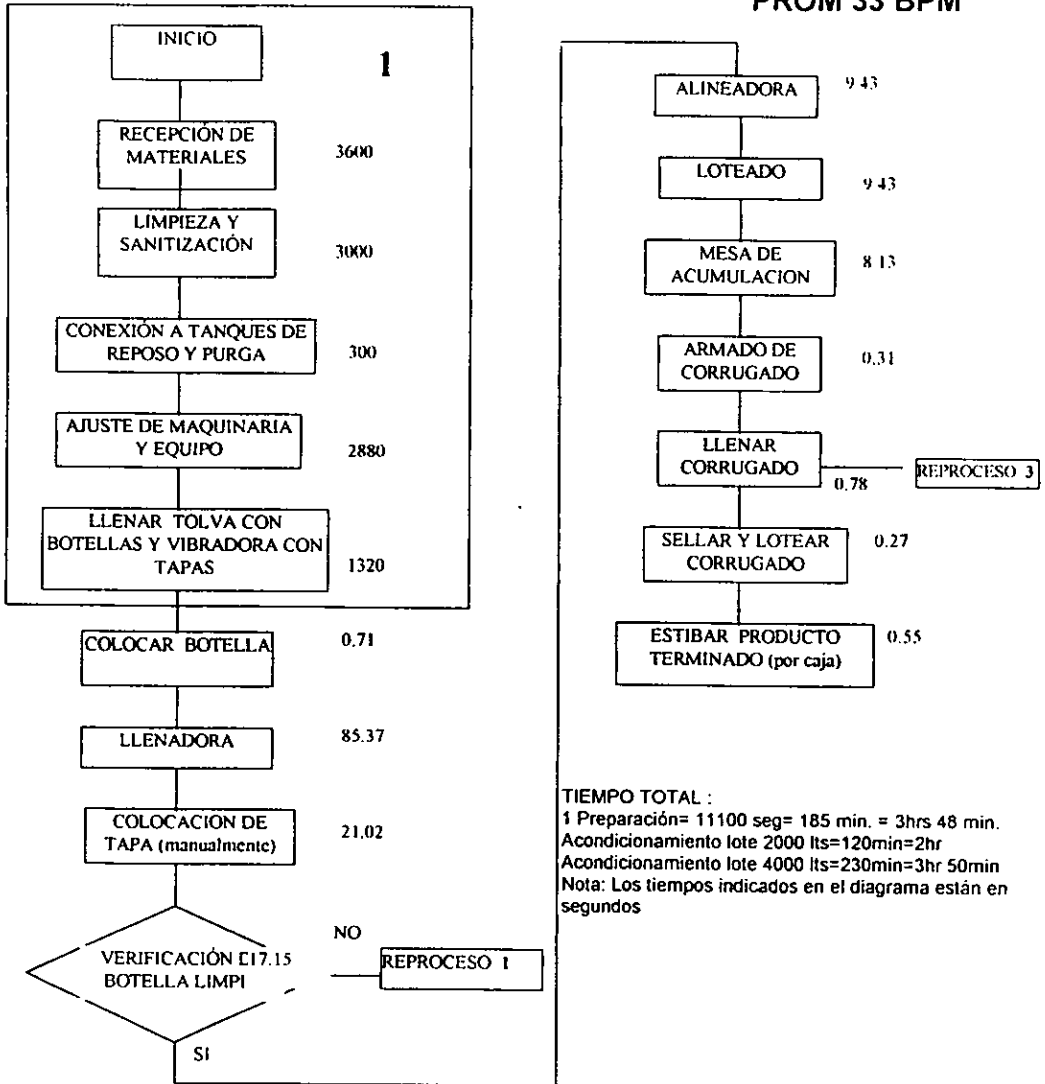 PROM 33 BPM
INICIO
1
RECEPCIÓN DE
MATERIALES
3600
LIMPIEZA Y
SANITIZACIÓN
3000
CONEXIÓN A TANQUES DE
REPOSO Y PURGA
300
AJUSTE DE MAQUINARIA
Y EQUIPO
2880
LLENAR TOLVA CON
BOTELLAS Y VIBRADORA CON
TAPAS
1320
COLOCAR BOTELLA
0.71
LLENADORA
85.37
COLOCACION DE
TAPA (manualmente)
21.02
VERIFICACIÓN 17.15
BOTELLA LIMPI
NO
REPROCESO 1
SI
ALINEADORA
9.43
LOTEADO
9.43
MESA DE
ACUMULACION
8.13
ARMADO DE
CORRUGADO
0.31
LLENAR
CORRUGADO
0.78
REPROCESO 3
SELLAR Y LOTEAR
CORRUGADO
0.27
ESTIBAR PRODUCTO
TERMINADO (por caja)
0.55
TIEMPO TOTAL :
1 Preparación= 11100 seg= 185 min. = 3hrs 48 min.
Acondicionamiento lote 2000 lts=120min=2hr
Acondicionamiento lote 4000 lts=230min=3hr 50min
Nota: Los tiempos indicados en el diagrama están en
segundos